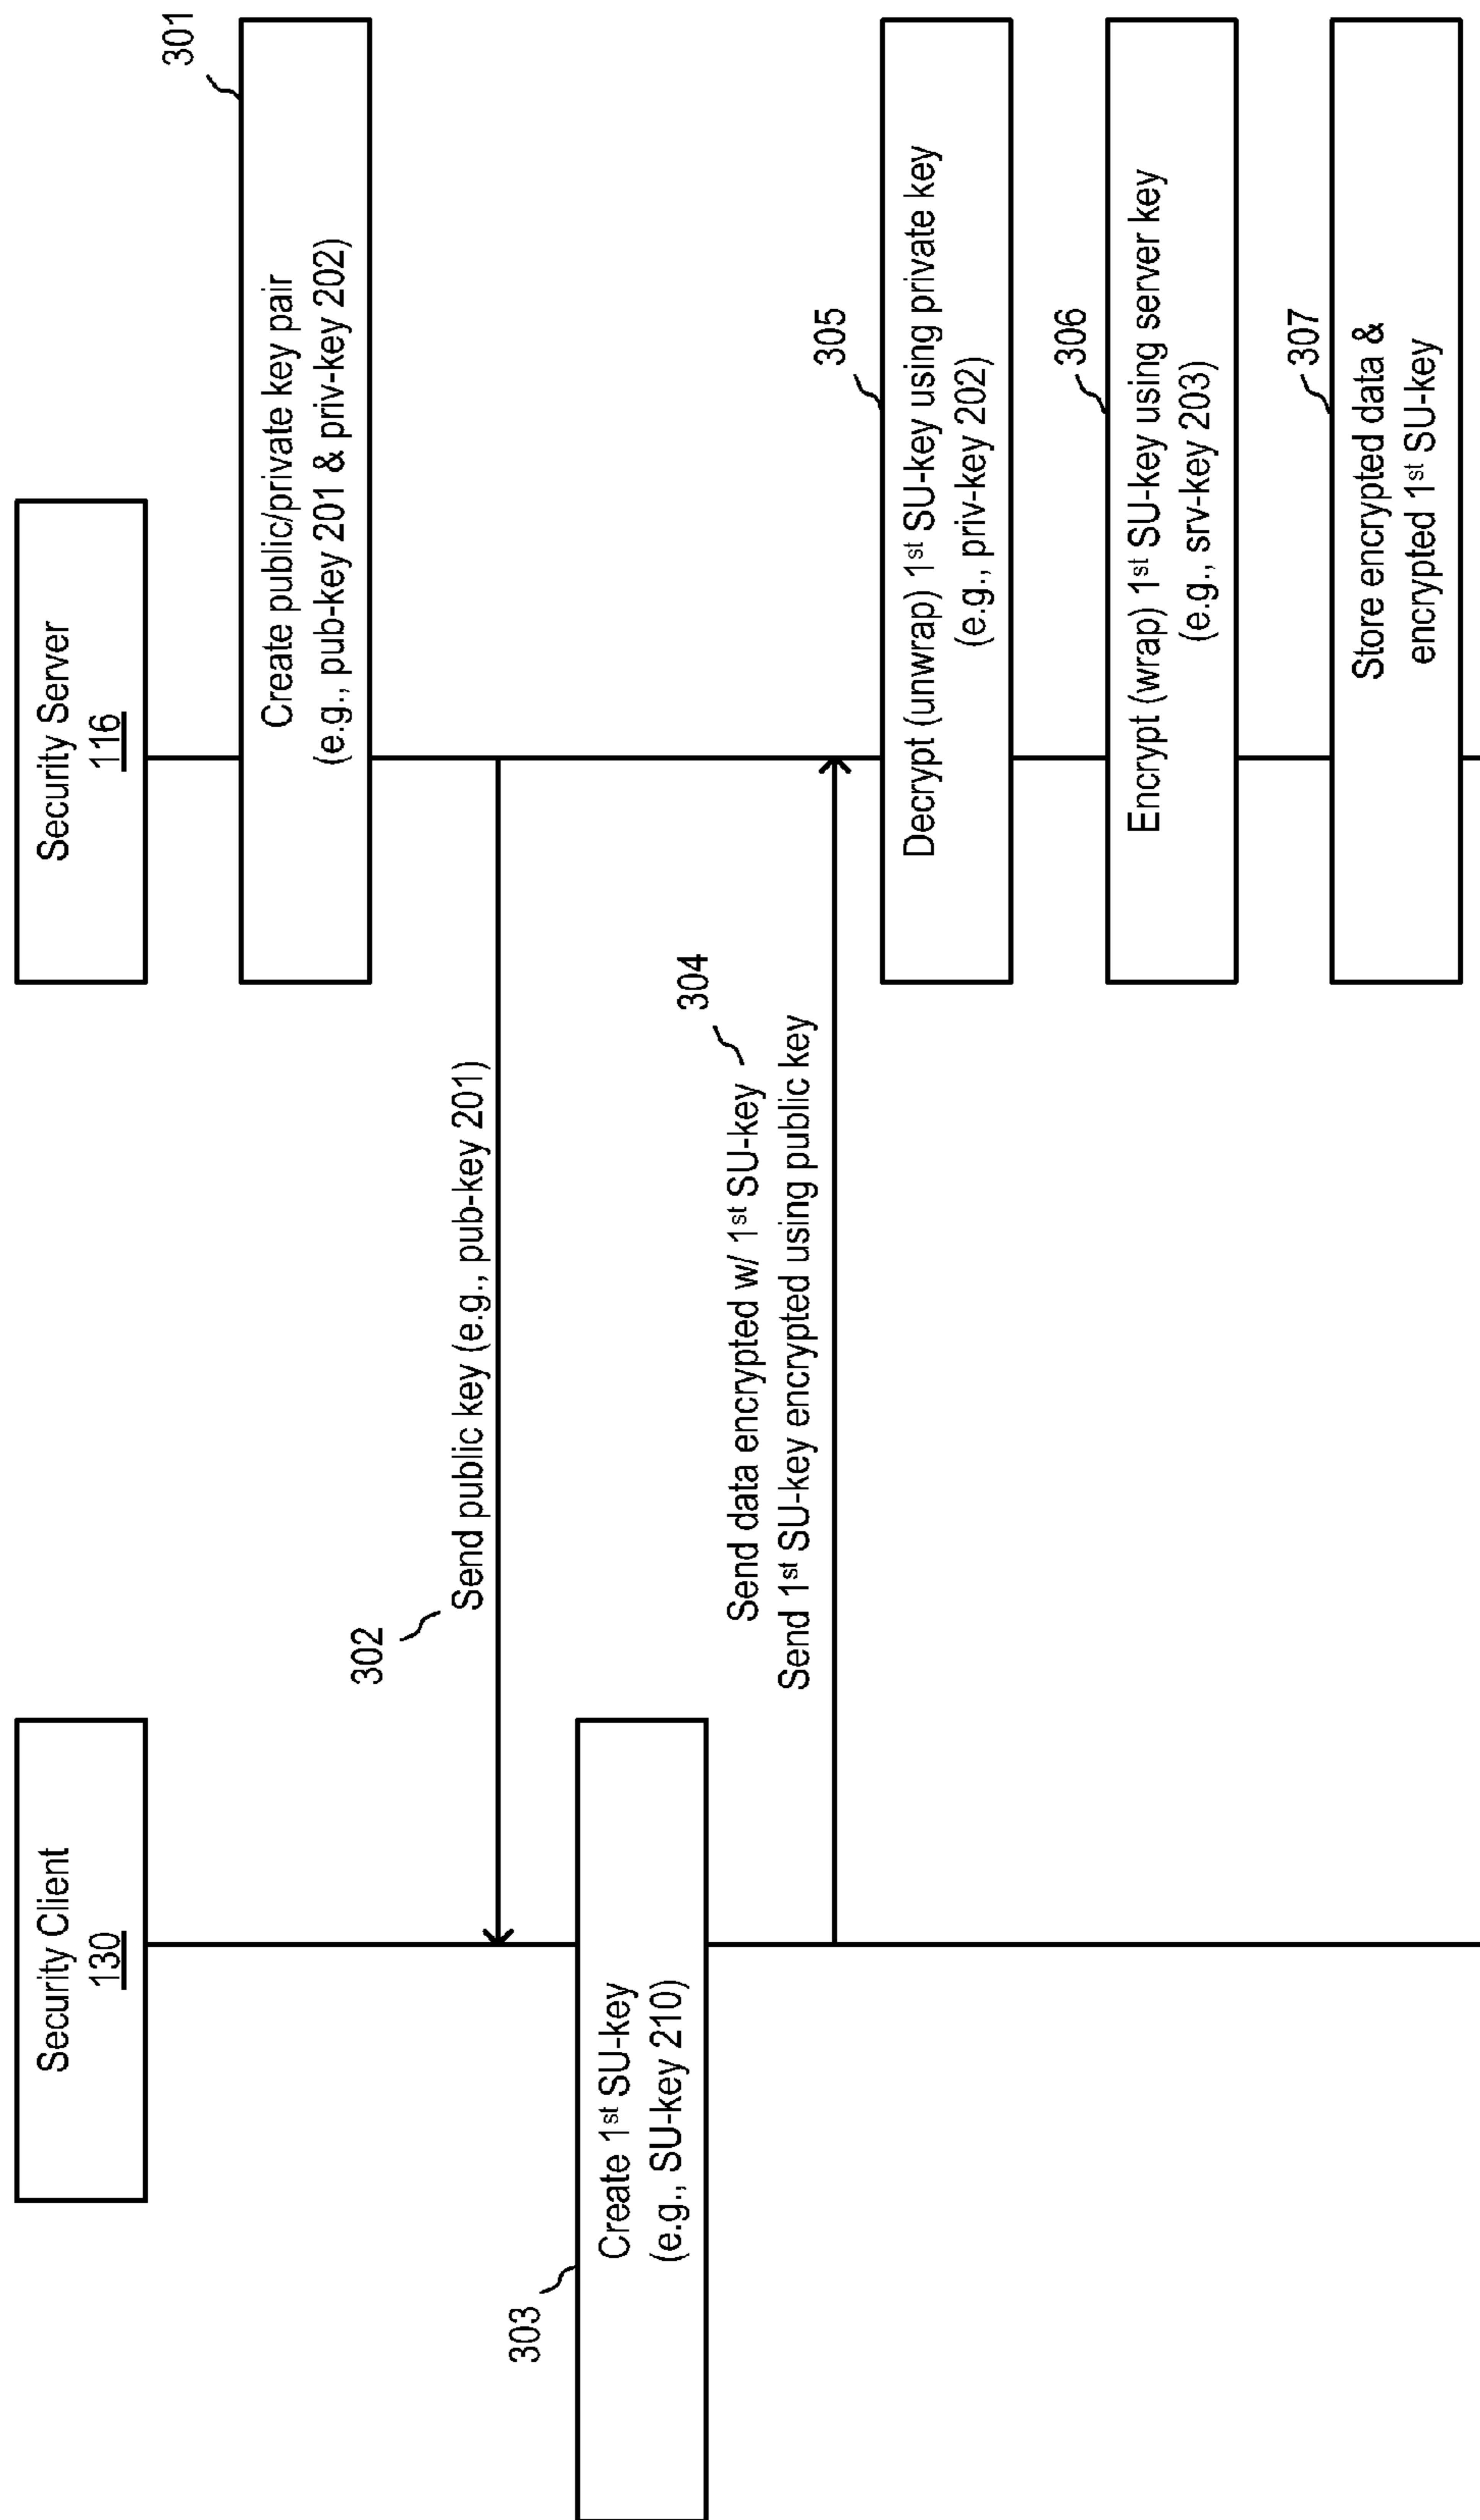 Security Client
130
Security Server
116
301
Create public/private key pair
(e.g., pub-key 201 & priv-key 202)
302
Send public key (e.g., pub-key 201)
303
Create 1st SU-key
(e.g., SU-key 210)
304
Send data encrypted w/ 1st SU-key
Send 1st SU-key encrypted using public key
305
Decrypt (unwrap) 1st SU-key using private key
(e.g., priv-key 202)
306
Encrypt (wrap) 1st SU-key using server key
(e.g., srv-key 203)
307
Store encrypted data &
encrypted 1st SU-key